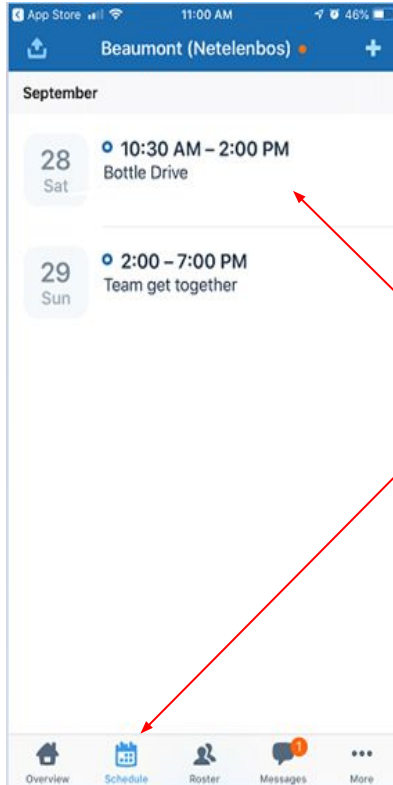 App Store 11:00 AM 46%
Beaumont (Netelenbos)
September
28 10:30 AM – 2:00 PM
Sat Bottle Drive
29 2:00 – 7:00 PM
Sun Team get together
1
Overview Schedule Roster Messages More